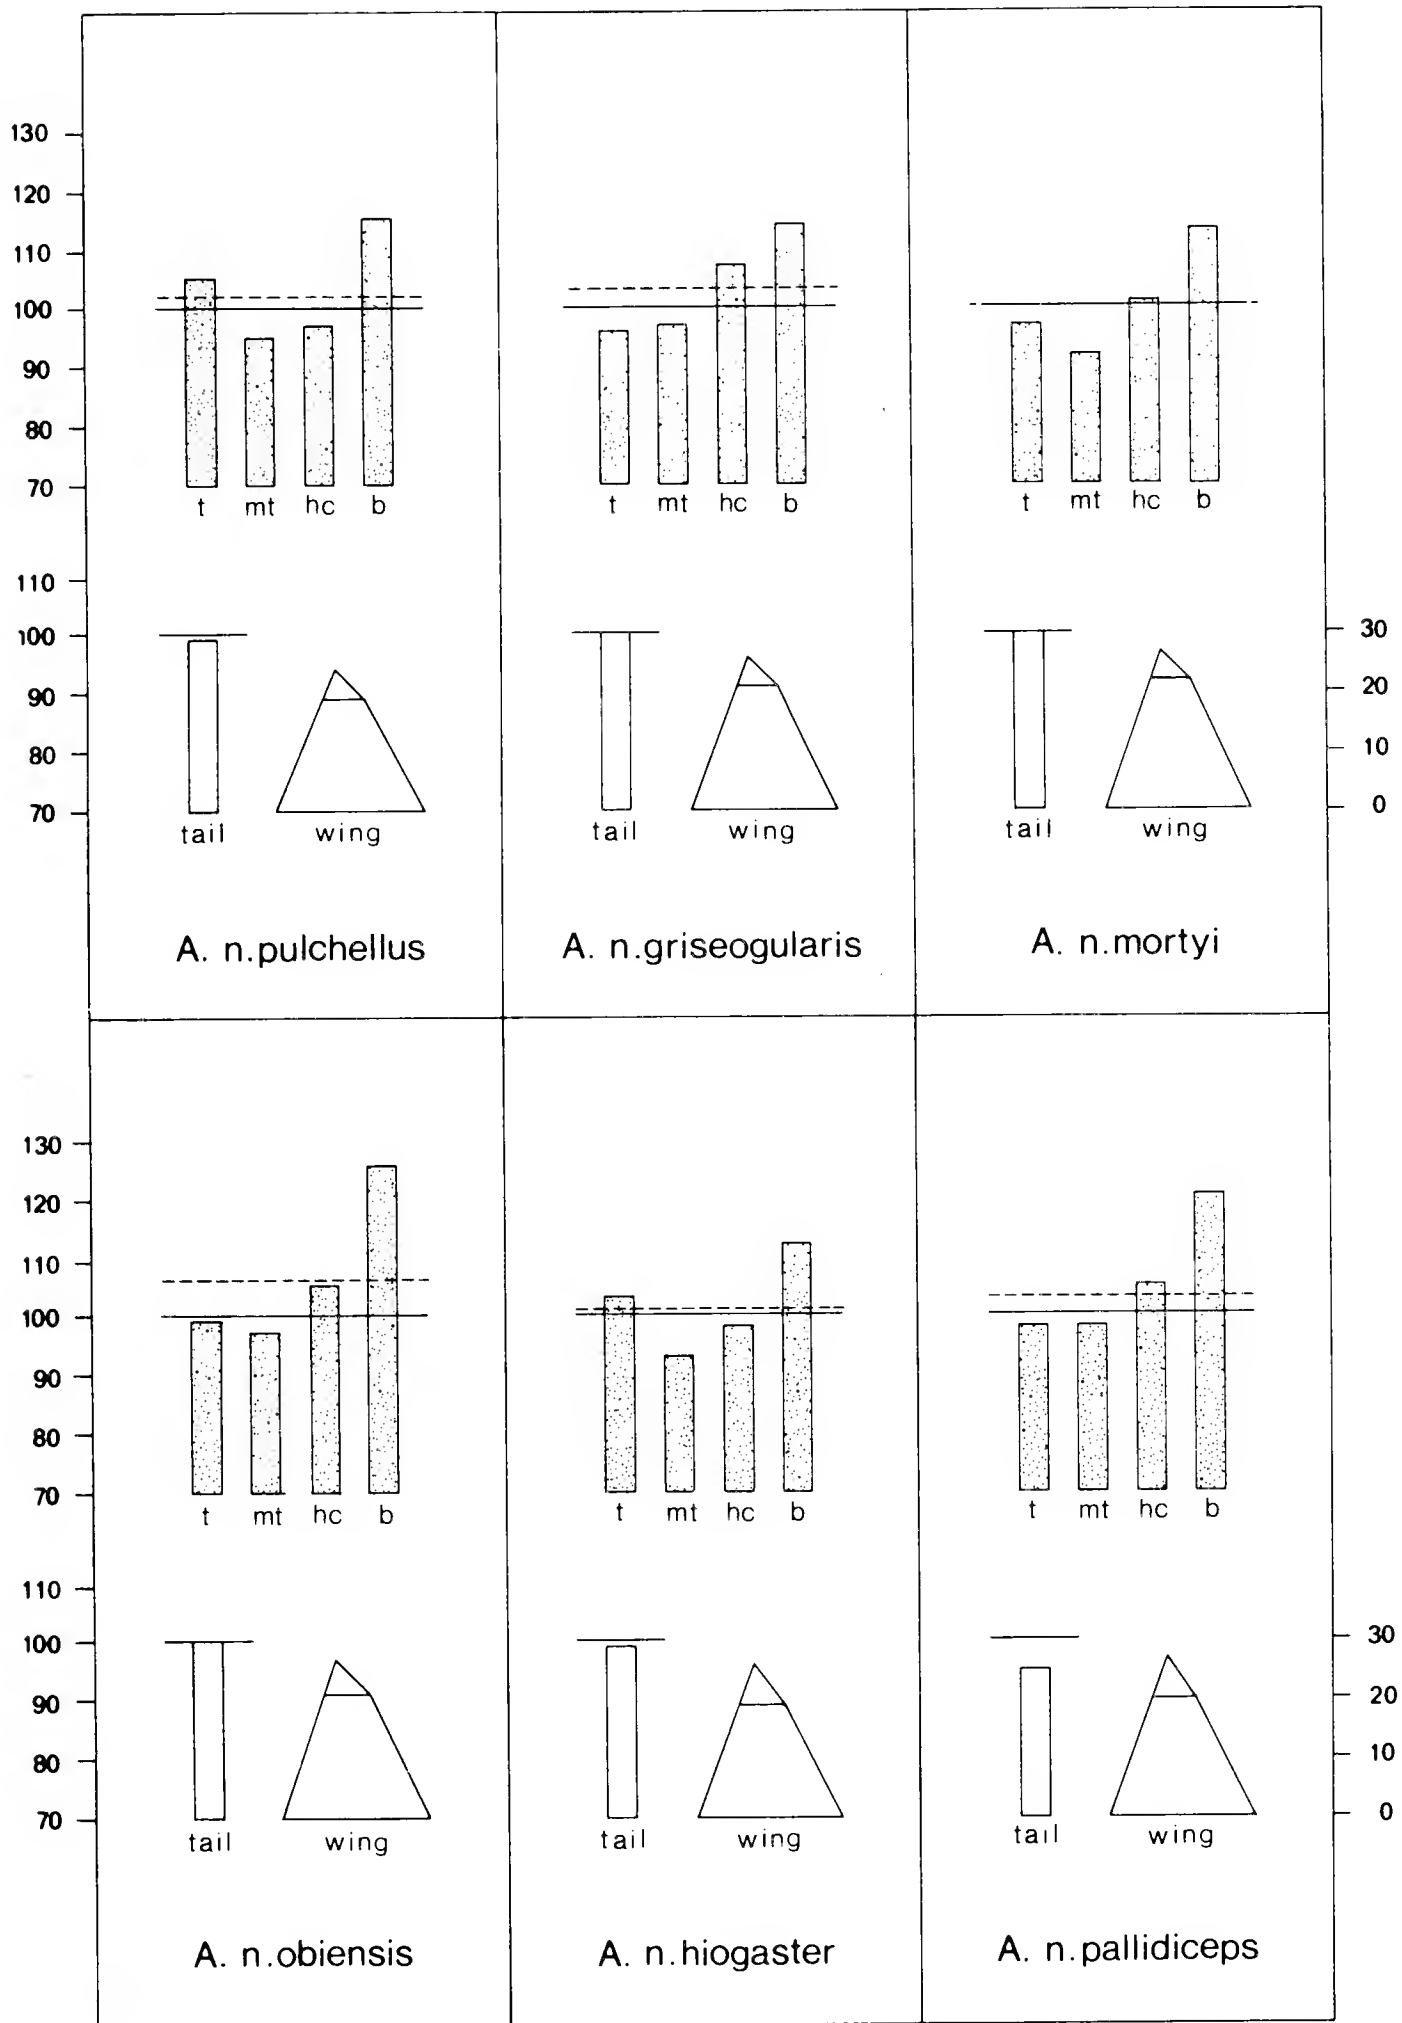 130
120
110
100
90
80
70
t mt hc b
t mt hc b
t mt hc b
110
100
90
80
70
30
20
10
0
tail wing
tail wing
tail wing
A. n.pulchellus
A. n.griseogularis
A. n.mortyi
130
120
110
100
90
80
70
t mt hc b
t mt hc b
t mt hc b
110
100
90
80
70
30
20
10
0
tail wing
tail wing
tail wing
A. n.obiensis
A. n.hiogaster
A. n.pallidiceps